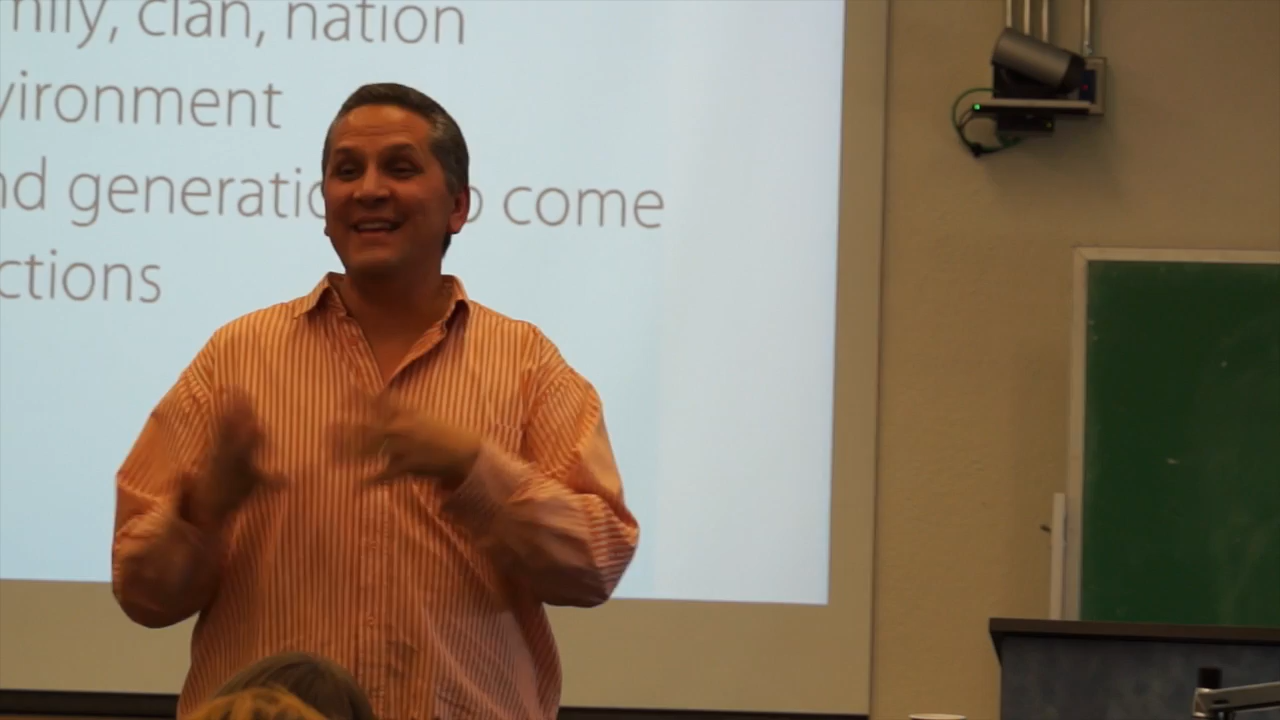 mily, clan, nation
vironment
nd generatio o come
ctions